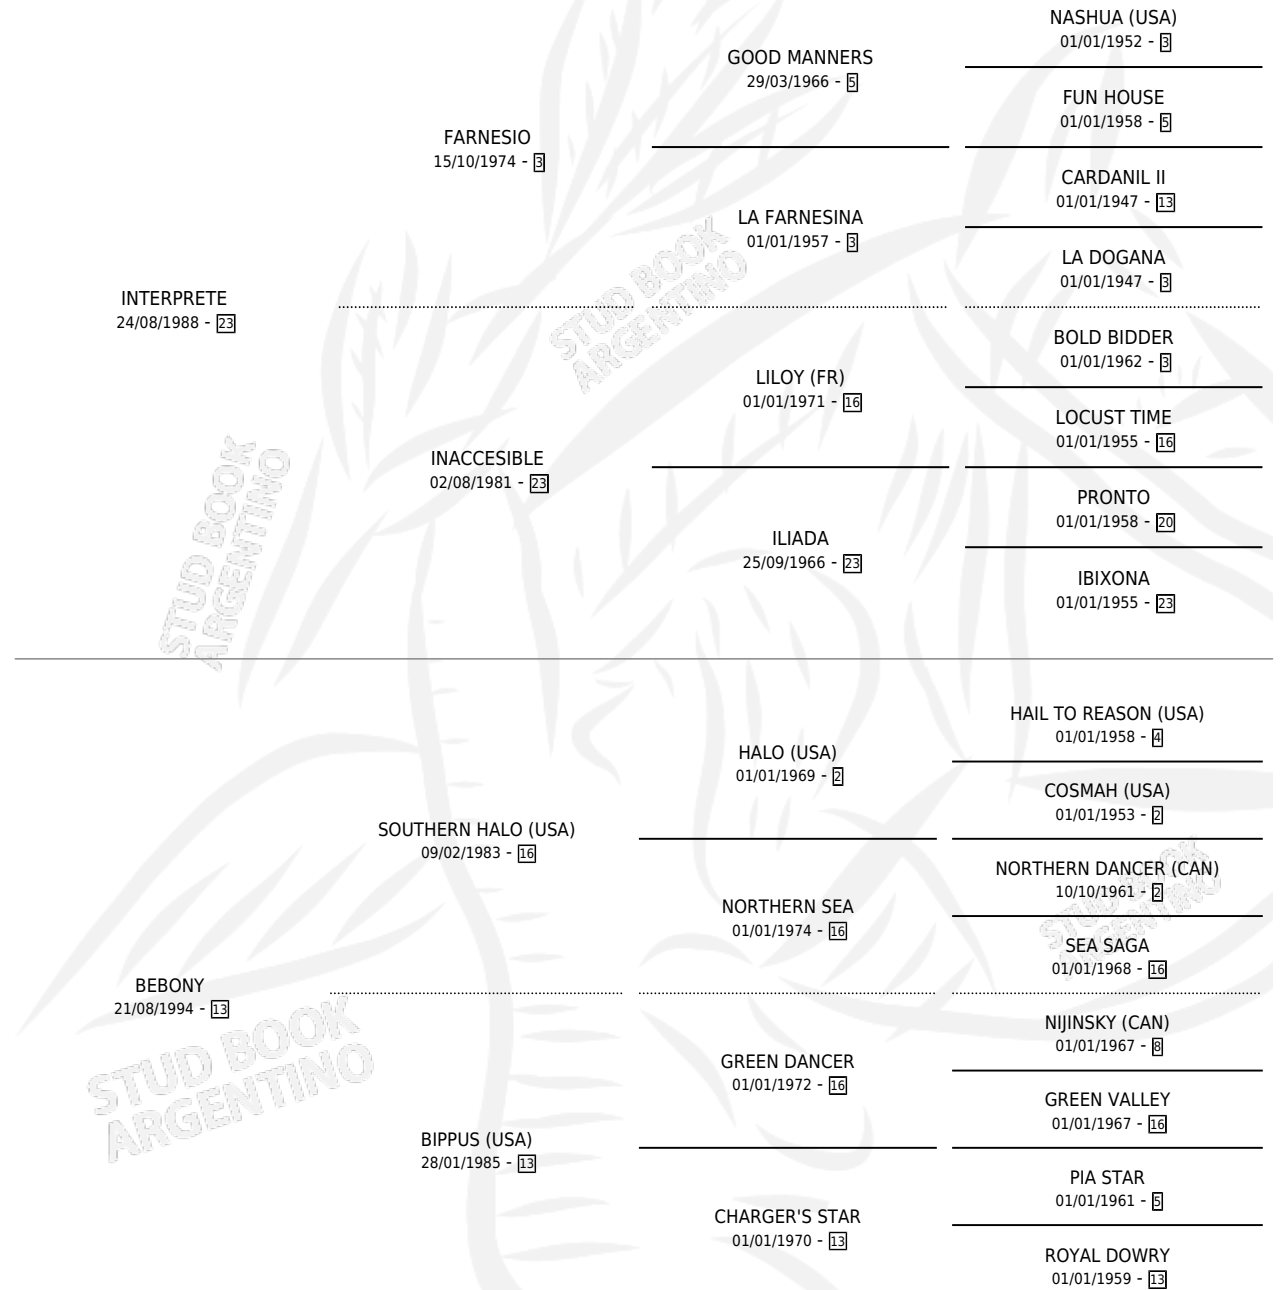 NASHUA (USA)
01/01/1952 - 3
GOOD MANNERS
29/03/1966 - 5
FUN HOUSE
01/01/1958 - 5
FARNESIO
15/10/1974 - 3
CARDANIL II
01/01/1947 - 13
LA FARNESINA
01/01/1957 - 3
LA DOGANA
01/01/1947 - 3
INTERPRETE
24/08/1988 - 23
BOLD BIDDER
01/01/1962 - 3
LILOY (FR)
01/01/1971 - 16
LOCUST TIME
01/01/1955 - 16
INACCESIBLE
02/08/1981 - 23
PRONTO
01/01/1958 - 20
ILIADA
25/09/1966 - 23
IBIXONA
01/01/1955 - 23
HAIL TO REASON (USA)
01/01/1958 - 4
HALO (USA)
01/01/1969 - 2
COSMAH (USA)
01/01/1953 - 2
SOUTHERN HALO (USA)
09/02/1983 - 16
NORTHERN DANCER (CAN)
10/10/1961 - 2
NORTHERN SEA
01/01/1974 - 16
SEA SAGA
01/01/1968 - 16
BEBONY
21/08/1994 - 13
NIJINSKY (CAN)
01/01/1967 - 8
GREEN DANCER
01/01/1972 - 16
GREEN VALLEY
01/01/1967 - 16
BIPPUS (USA)
28/01/1985 - 13
PIA STAR
01/01/1961 - 5
CHARGER'S STAR
01/01/1970 - 13
ROYAL DOWRY
01/01/1959 - 13
STUD BOOK
ARGENTINO
STUD BOOK
ARGENTINO
STUD BOOK
ARGENTINO
STUD BOOK
ARGENTINO